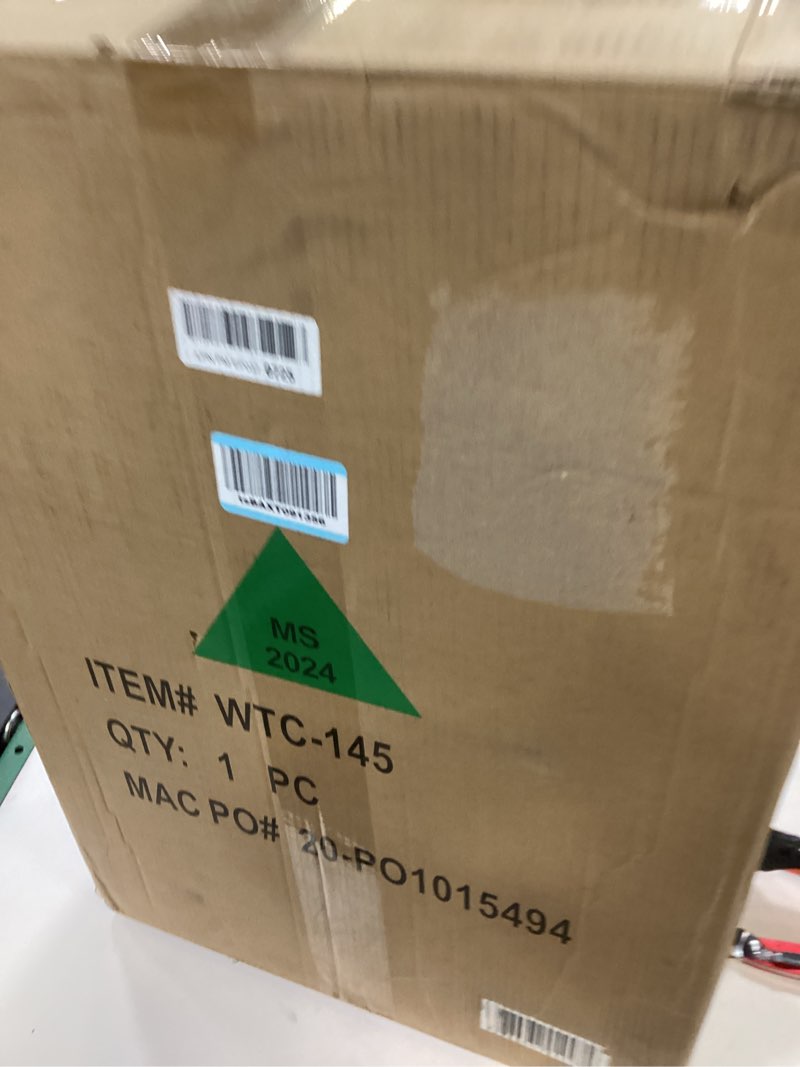 MS
2024
ITEM# WTC-145
QTY: 1 PC
MAC PO# 20-PO1015494